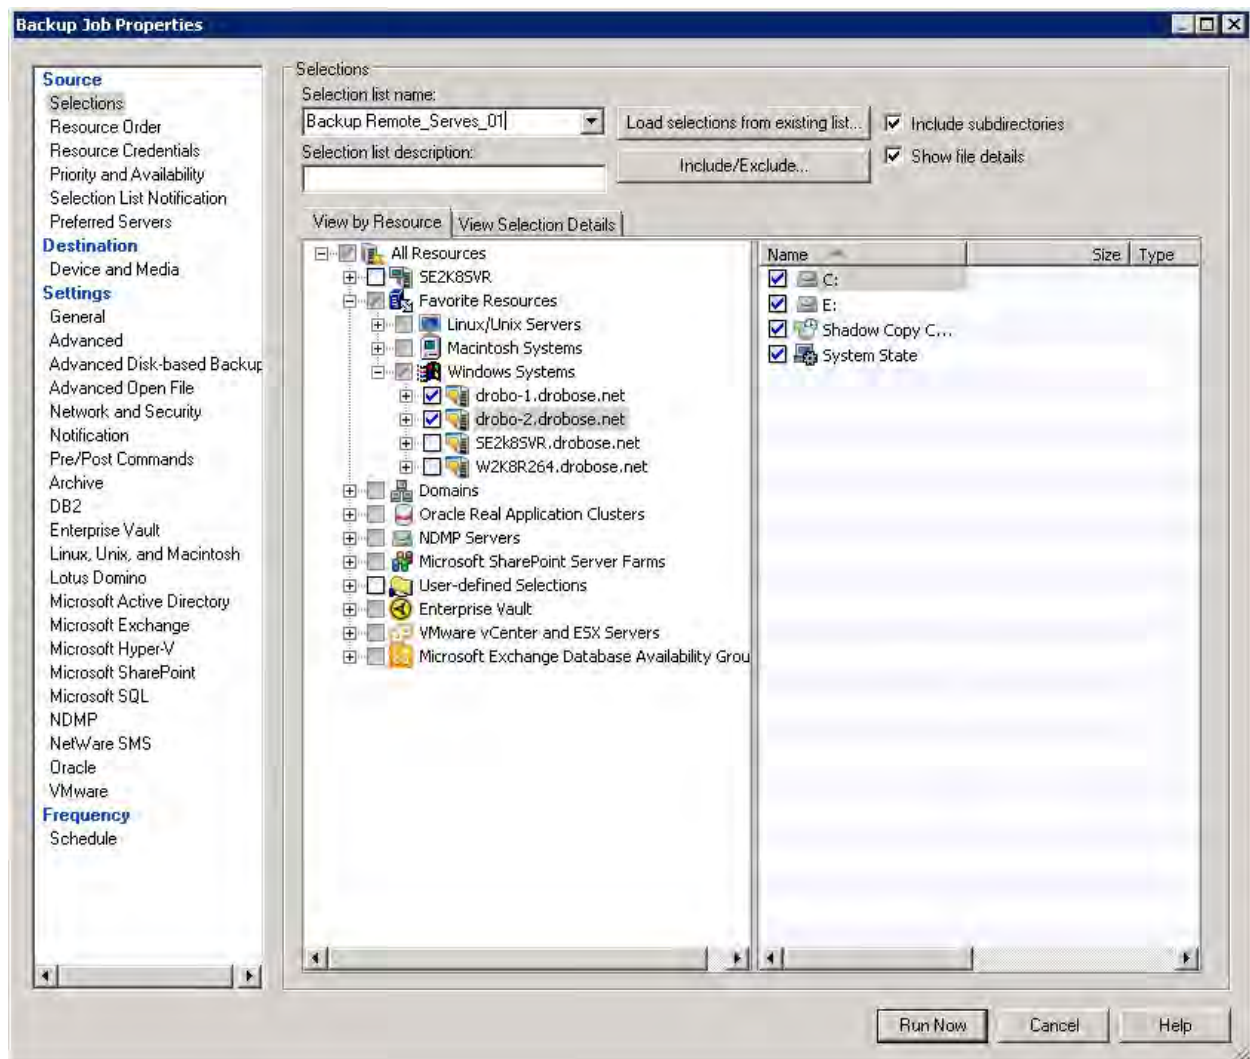 Backup Job Properties
Source
Selections
Resource Order
Resource Credentials
Priority and Availability
Selection List Notification
Preferred Servers
Destination
Device and Media
Settings
General
Advanced
Advanced Disk-based Backup
Advanced Open File
Network and Security
Notification
Pre/Post Commands
Archive
DB2
Enterprise Vault
Linux, Unix, and Macintosh
Lotus Domino
Microsoft Active Directory
Microsoft Exchange
Microsoft Hyper-V
Microsoft SharePoint
Microsoft SQL
NDMP
NetWare SMS
Oracle
VMware
Frequency
Schedule
Selections
Selection list name:
Backup Remote_Serves_01
Selection list description:
Load selections from existing list...
Include/Exclude...
Include subdirectories
Show file details
View by Resource
View Selection Details
All Resources
SE2K8SVR
Favorite Resources
Linux/Unix Servers
Macintosh Systems
Windows Systems
drobo-1.drobose.net
drobo-2.drobose.net
SE2k8SVR.drobose.net
W2K8R264.drobose.net
Domains
Oracle Real Application Clusters
NDMP Servers
Microsoft SharePoint Server Farms
User-defined Selections
Enterprise Vault
VMware vCenter and ESX Servers
Microsoft Exchange Database Availability Grou
Name Size Type
C:
E:
Shadow Copy C...
System State
Run Now Cancel Help